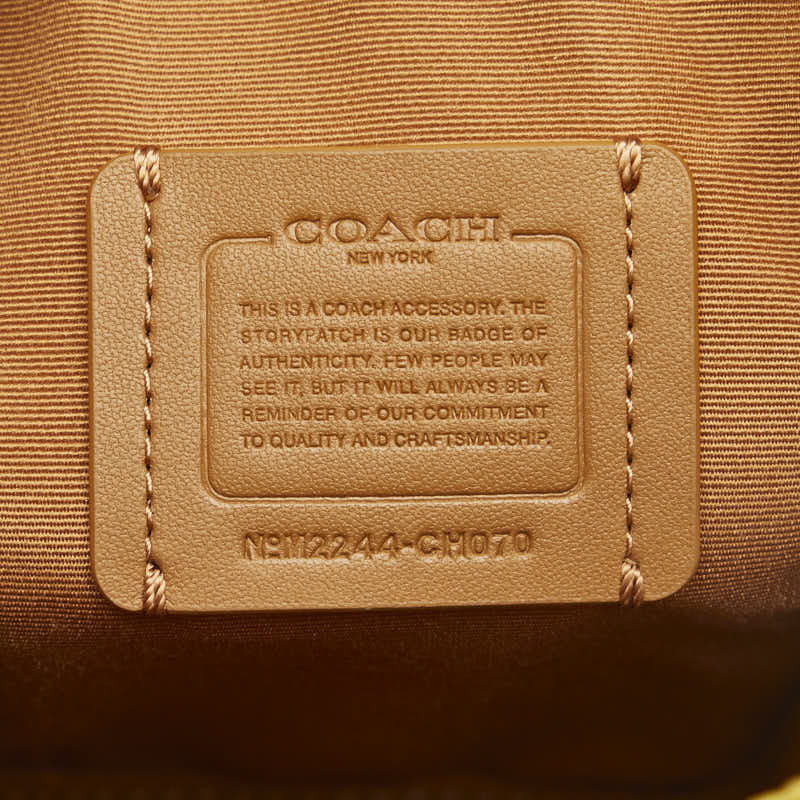 COACH
NEW YORK
THIS IS A COACH ACCESSORY. THE
STORYPATCH IS OUR BADGE OF
AUTHENTICITY. FEW PEOPLE MAY
SEE IT, BUT IT WILL ALWAYS BE A
REMINDER OF OUR COMMITMENT
TO QUALITY AND CRAFTSMANSHIP.
NºM2244-CH070